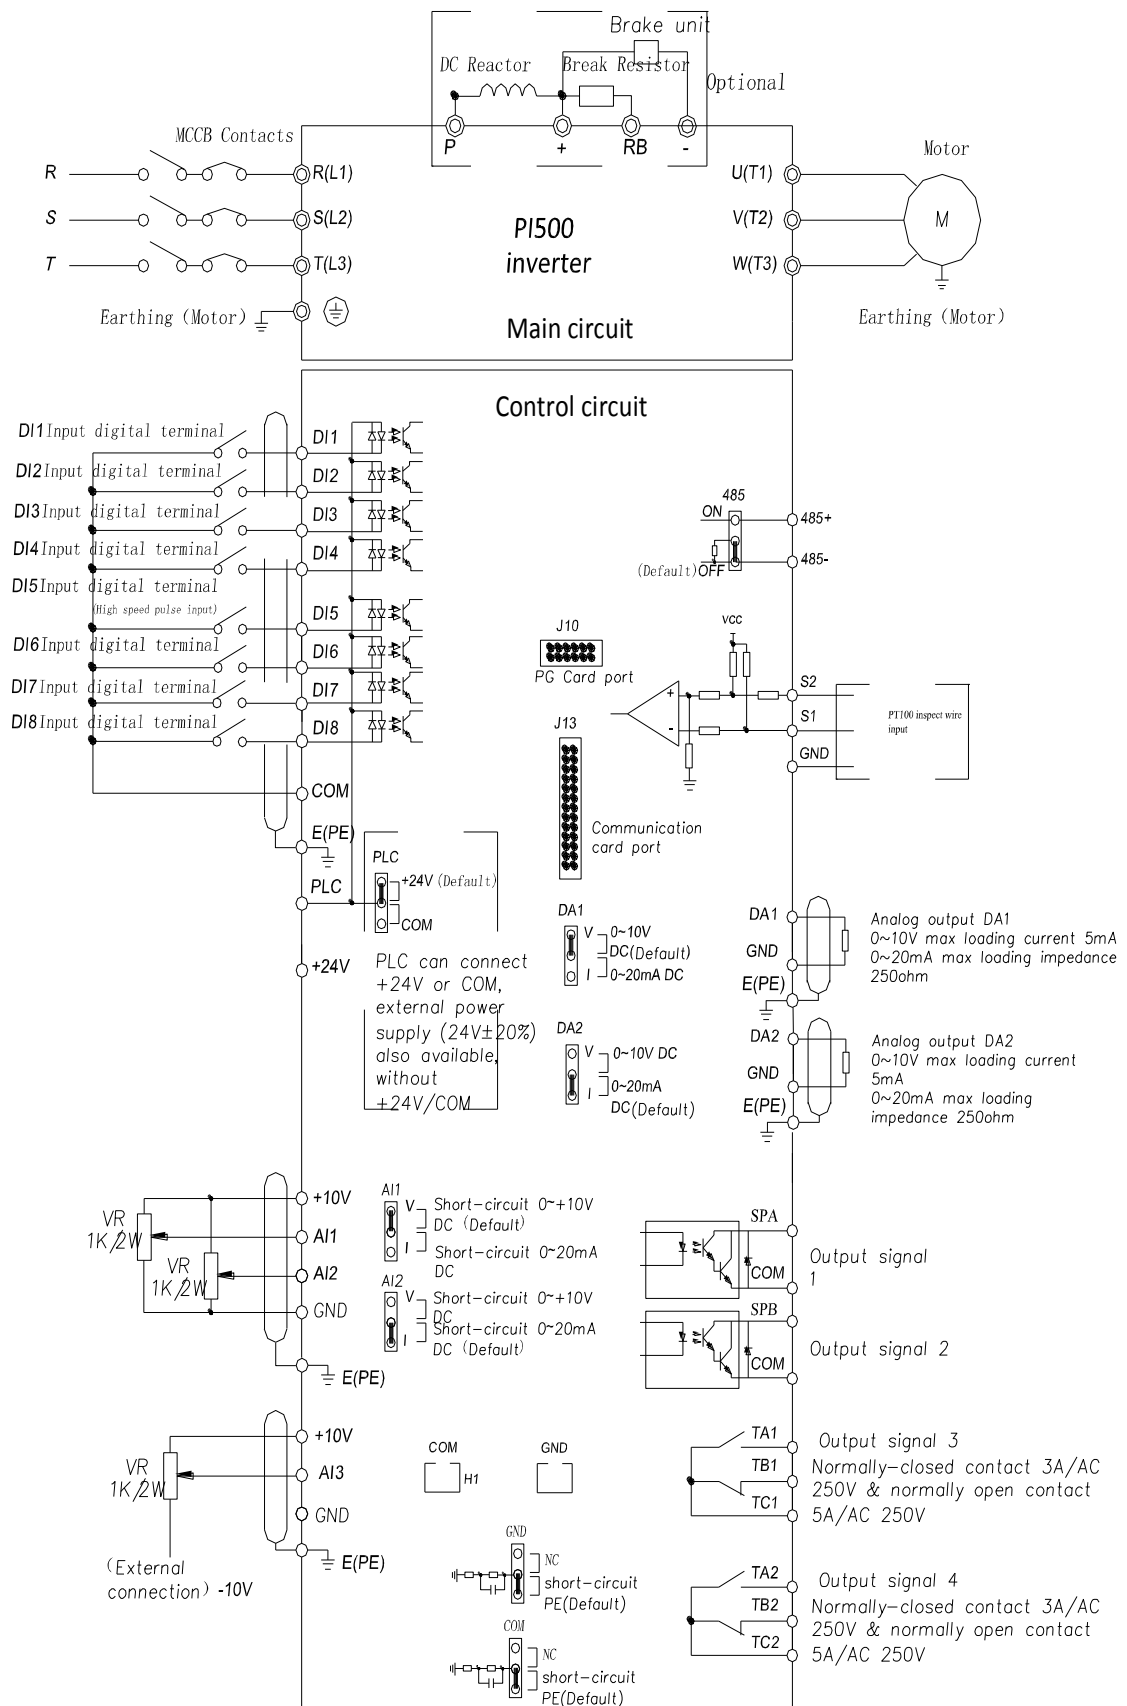 Brake unit
DC Reactor
Break Resistor
Optional
MCCB Contacts
P
+
RB
-
Motor
R
R(L1)
U(T1)
S
S(L2)
PI500
inverter
V(T2)
M
T
T(L3)
W(T3)
Earthing (Motor)
Main circuit
Earthing (Motor)
Control circuit
DI1 Input digital terminal
DI1
DI2 Input digital terminal
DI2
DI3 Input digital terminal
DI3
DI4 Input digital terminal
DI4
DI5 Input digital terminal
(High speed pulse input)
DI5
DI6 Input digital terminal
DI6
DI7 Input digital terminal
DI7
DI8 Input digital terminal
DI8
COM
E(PE)
PLC
+24V
485
ON
485+
(Default) OFF
485-
J10
PG Card port
VCC
+
-
S2
S1
GND
PT100 inspect wire
input
J13
Communication
card port
PLC
+24V (Default)
COM
PLC can connect
+24V or COM,
external power
supply (24V±20%)
also available,
without
+24V/COM
DA1
V
0~10V
DC(Default)
I
0~20mA DC
DA2
V
0~10V DC
I
0~20mA
DC(Default)
DA1
GND
E(PE)
Analog output DA1
0~10V max loading current 5mA
0~20mA max loading impedance
250ohm
DA2
GND
E(PE)
Analog output DA2
0~10V max loading current
5mA
0~20mA max loading
impedance 250ohm
VR
1K/2W
VR
1K/2W
+10V
AI1
AI2
GND
E(PE)
AI1
V
Short-circuit 0~+10V
DC (Default)
I
Short-circuit 0~20mA
DC
AI2
V
Short-circuit 0~+10V
DC
I
Short-circuit 0~20mA
DC (Default)
SPA
COM
Output signal
1
SPB
COM
Output signal 2
VR
1K/2W
(External
connection) -10V
+10V
AI3
GND
E(PE)
COM
H1
GND
TA1
TB1
TC1
Output signal 3
Normally-closed contact 3A/AC
250V & normally open contact
5A/AC 250V
GND
NC
short-circuit
PE(Default)
TA2
TB2
TC2
Output signal 4
Normally-closed contact 3A/AC
250V & normally open contact
5A/AC 250V
COM
NC
short-circuit
PE(Default)